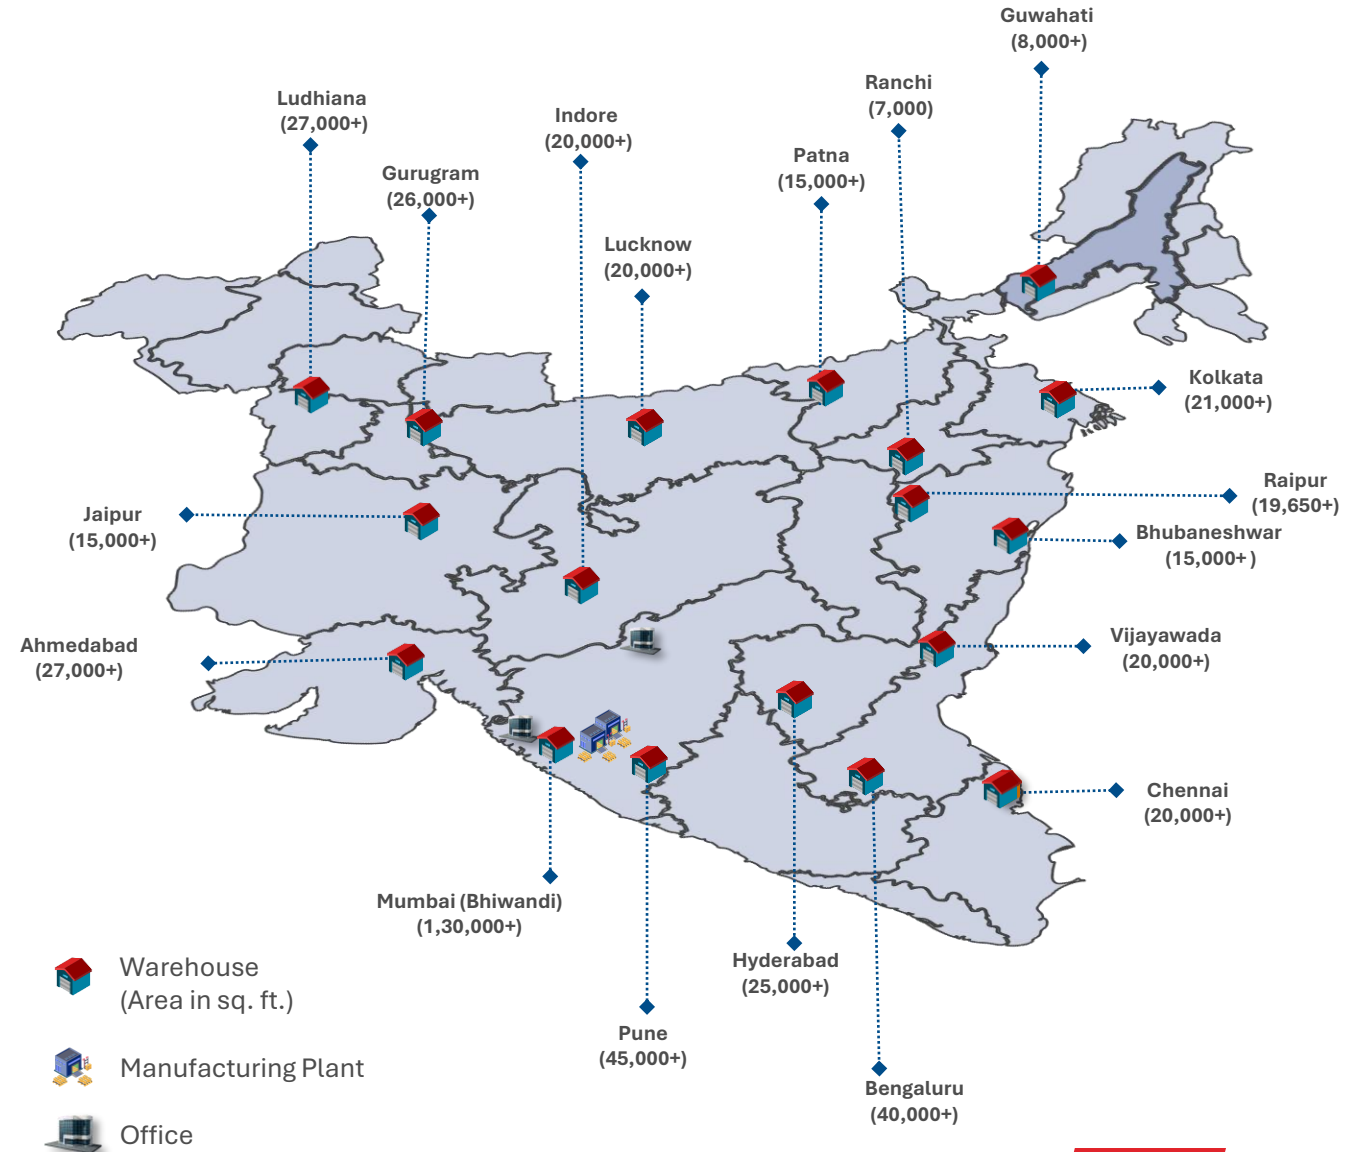 Guwahati
(8,000+)
Ranchi
(7,000)
Ludhiana
(27,000+)
Indore
(20,000+)
Patna
(15,000+)
Gurugram
(26,000+)
Lucknow
(20,000+)
Kolkata
(21,000+)
Raipur
(19,650+)
Jaipur
(15,000+)
Bhubaneshwar
(15,000+ )
Ahmedabad
(27,000+)
Vijayawada
(20,000+)
Chennai
(20,000+)
Mumbai (Bhiwandi)
(1,30,000+)
Hyderabad
(25,000+)
Pune
(45,000+)
Bengaluru
(40,000+)
Warehouse
(Area in sq. ft.)
Manufacturing Plant
Office